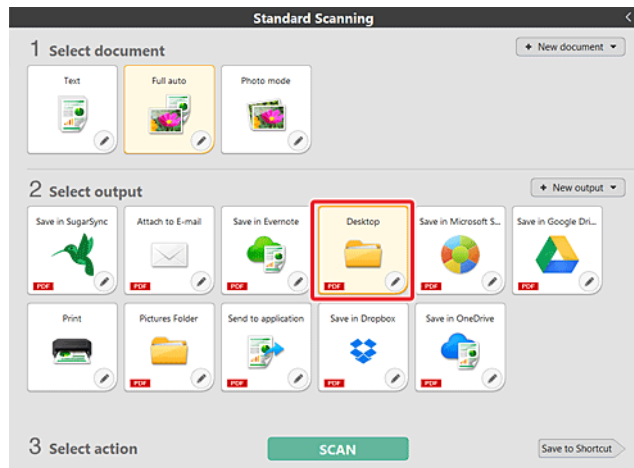 Standard Scanning
1 Select document
+ New document
Text
Full auto
Photo mode
2 Select output
+ New output
Save in SugarSync
Attach to E-mail
Save in Evernote
Desktop
Save in Microsoft S...
Save in Google Dri...
PDF
PDF
PDF
PDF
PDF
PDF
Print
Pictures Folder
Send to application
Save in Dropbox
Save in OneDrive
PDF
PDF
PDF
PDF
3 Select action
SCAN
Save to Shortcut